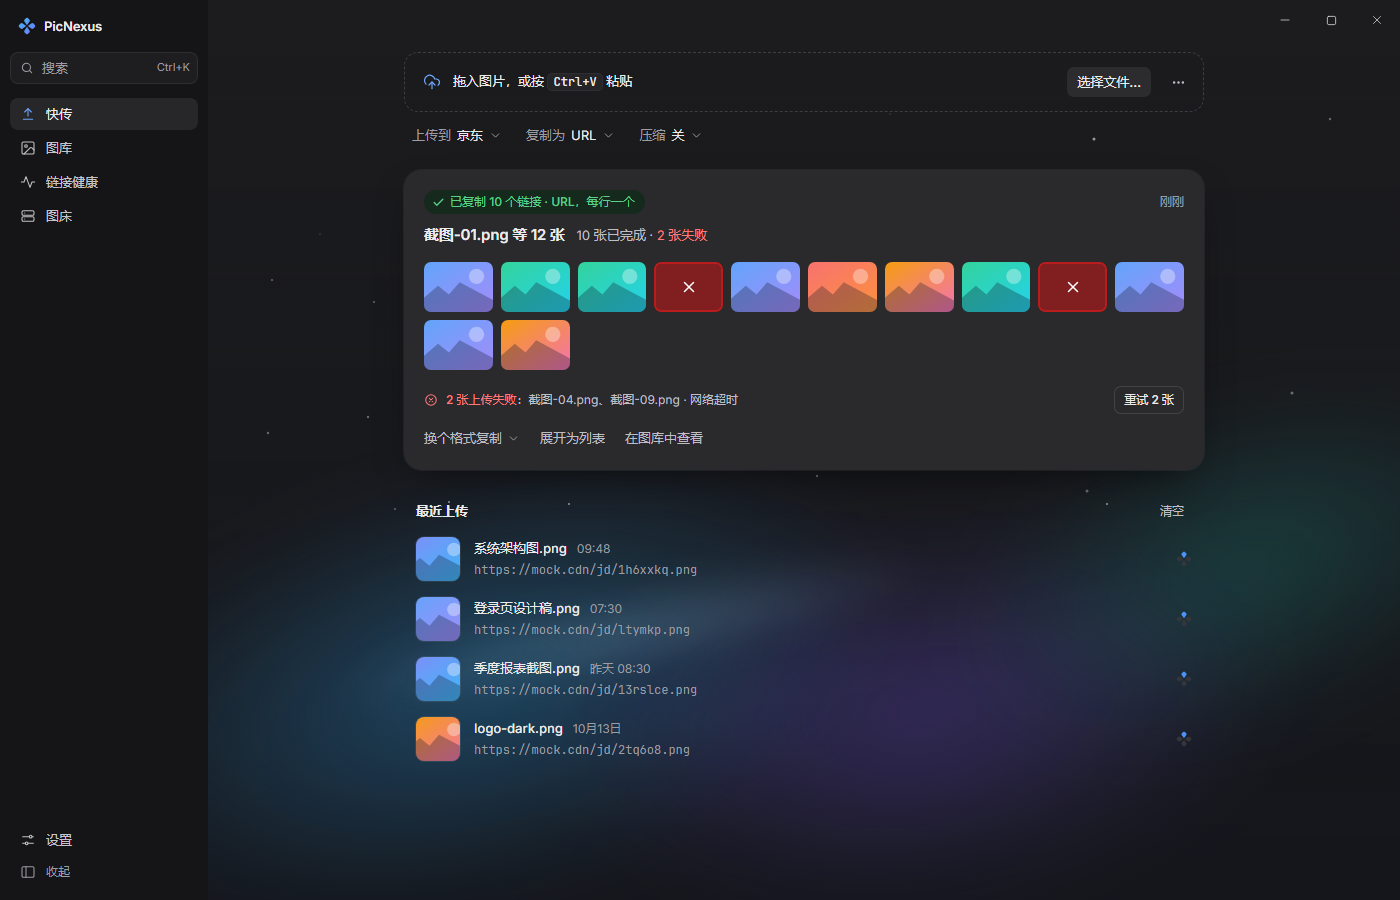 PicNexus
搜索 Ctrl+K
快传
图库
链接健康
图床
设置
收起
拖入图片，或按 Ctrl+V 粘贴
选择文件...
上传到 京东 复制为 URL 压缩 关
已复制 10 个链接 · URL，每行一个
刚刚
截图-01.png 等 12 张 10 张已完成 · 2 张失败
2 张上传失败：截图-04.png、截图-09.png · 网络超时
重试 2 张
换个格式复制 展开为列表 在图库中查看
最近上传
清空
系统架构图.png 09:48
https://mock.cdn/jd/1h6xxkq.png
登录页设计稿.png 07:30
https://mock.cdn/jd/ltymkp.png
季度报表截图.png 昨天 08:30
https://mock.cdn/jd/13rslce.png
logo-dark.png 10月13日
https://mock.cdn/jd/2tq6o8.png